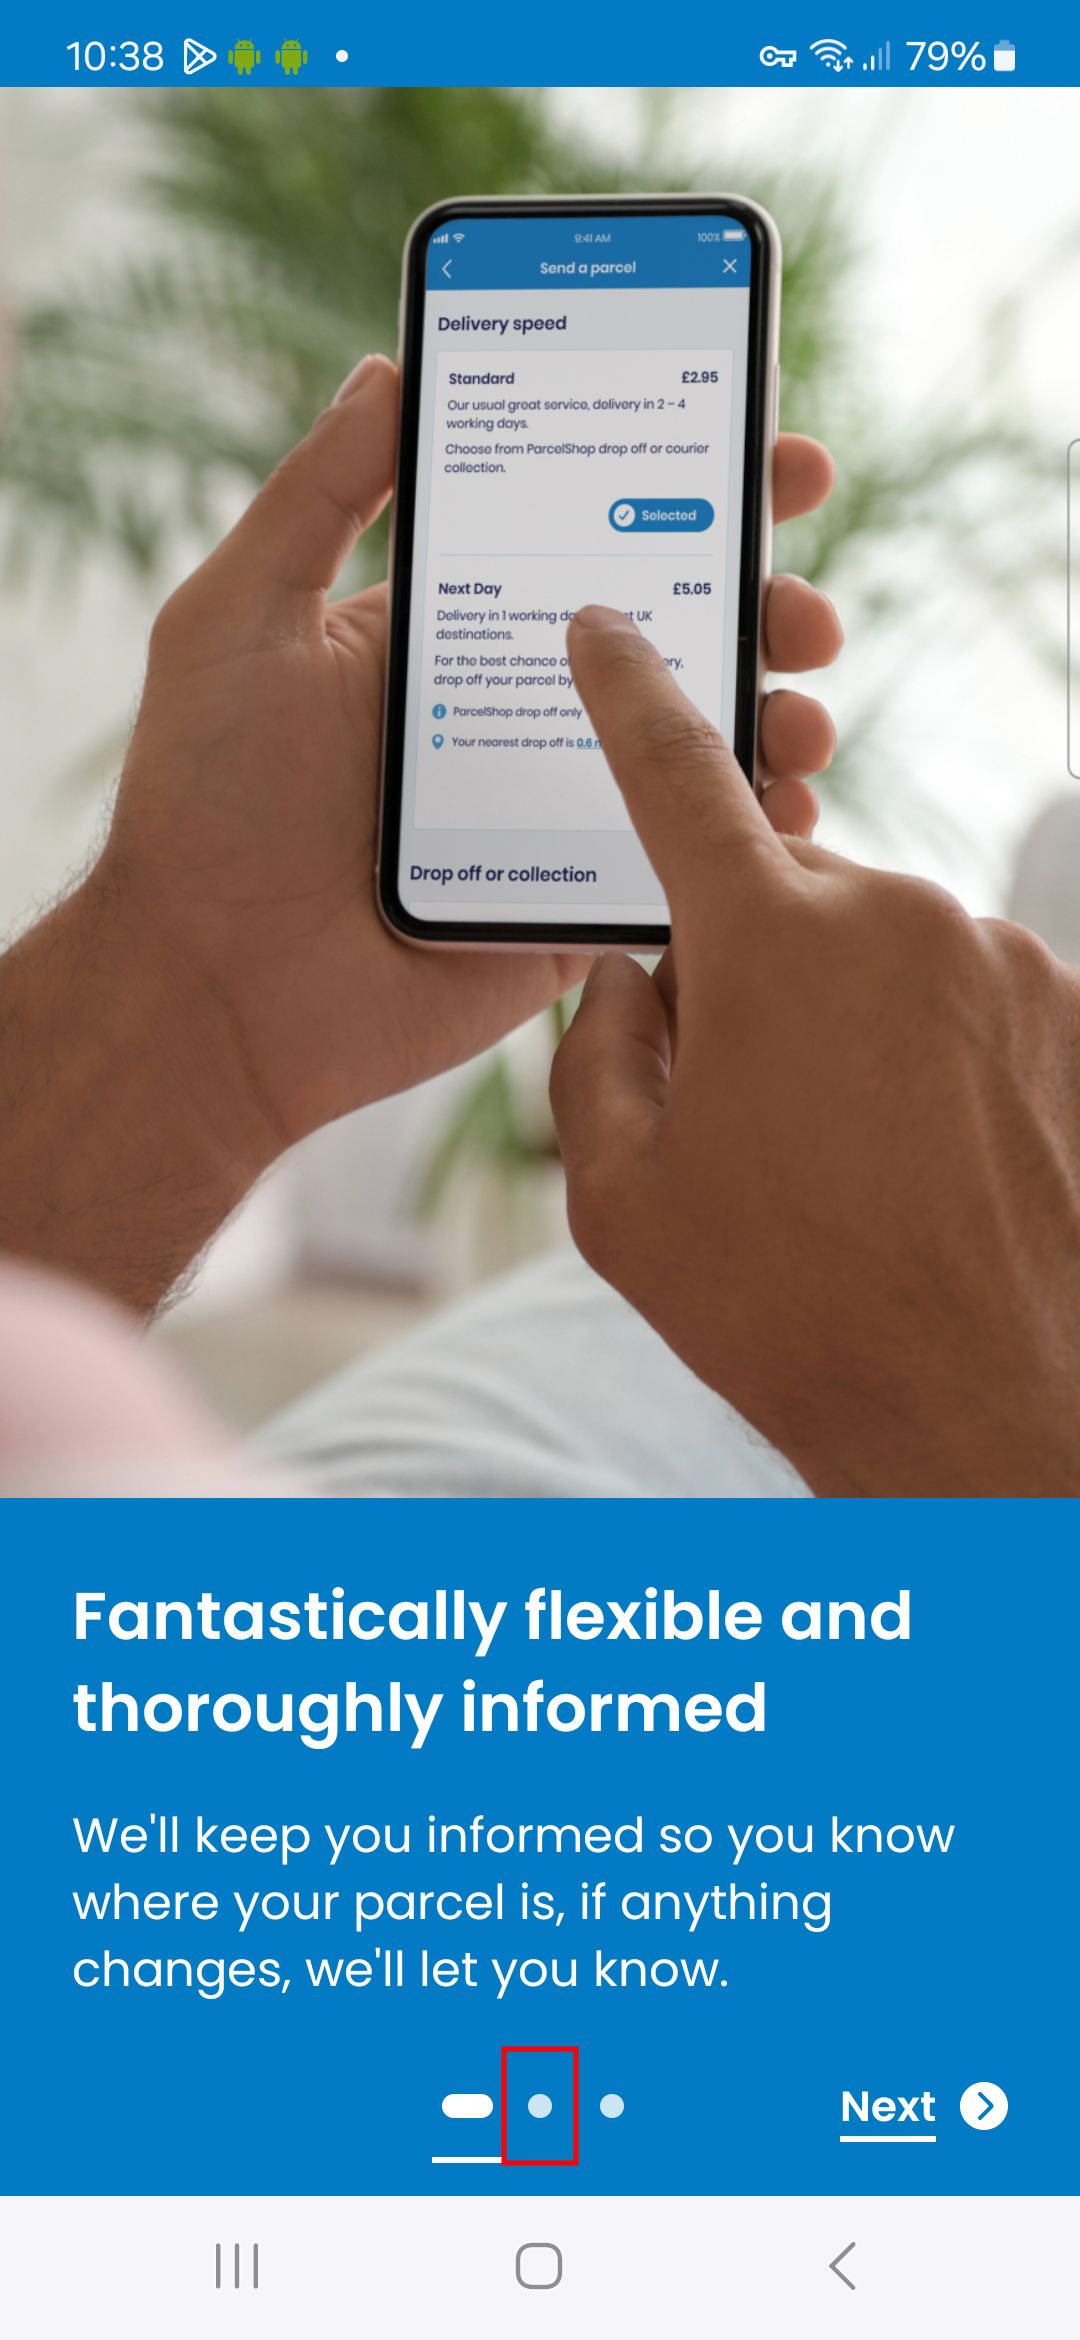 10:38
79%
9:41 AM
100%
Send a parcel
Delivery speed
Standard £2.95
Our usual great service, delivery in 2 – 4
working days.
Choose from ParcelShop drop off or courier
collection.
Selected
Next Day £5.05
Delivery in 1 working UK
destinations.
For the best chance
drop off your parcel by
ParcelShop drop off only
Your nearest drop off is 0.6
Drop off or collection
Fantastically flexible and
thoroughly informed
We'll keep you informed so you know
where your parcel is, if anything
changes, we'll let you know.
Next